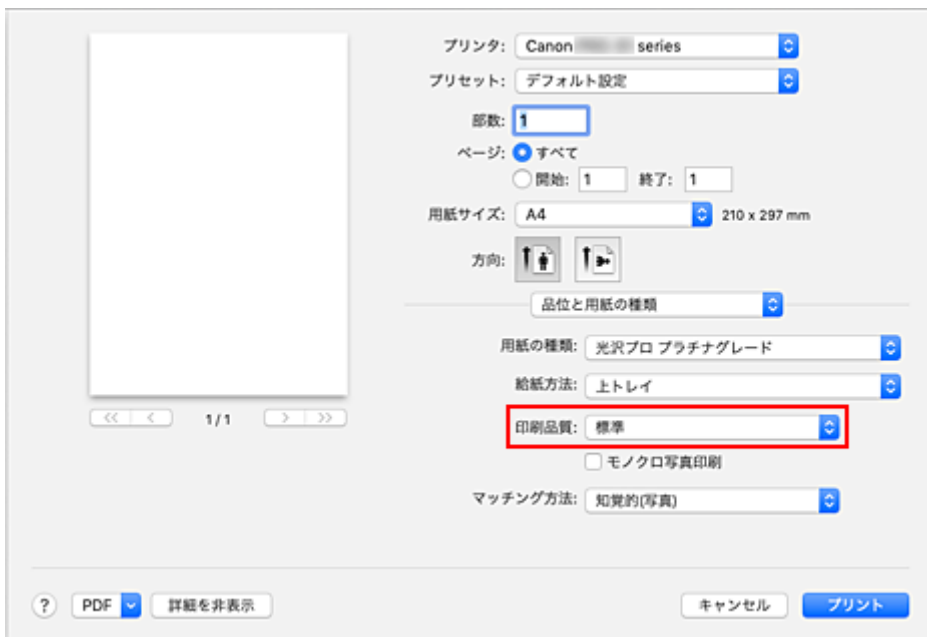 プリンタ: Canon series
プリセット: デフォルト設定
部数: 1
ページ: すべて
開始: 1 終了: 1
用紙サイズ: A4 210 x 297 mm
方向:
品位と用紙の種類
用紙の種類: 光沢プロ プラチナグレード
給紙方法: 上トレイ
<< < 1/1 > >>
印刷品質: 標準
モノクロ写真印刷
マッチング方法: 知覚的(写真)
? PDF 詳細を非表示 キャンセル プリント